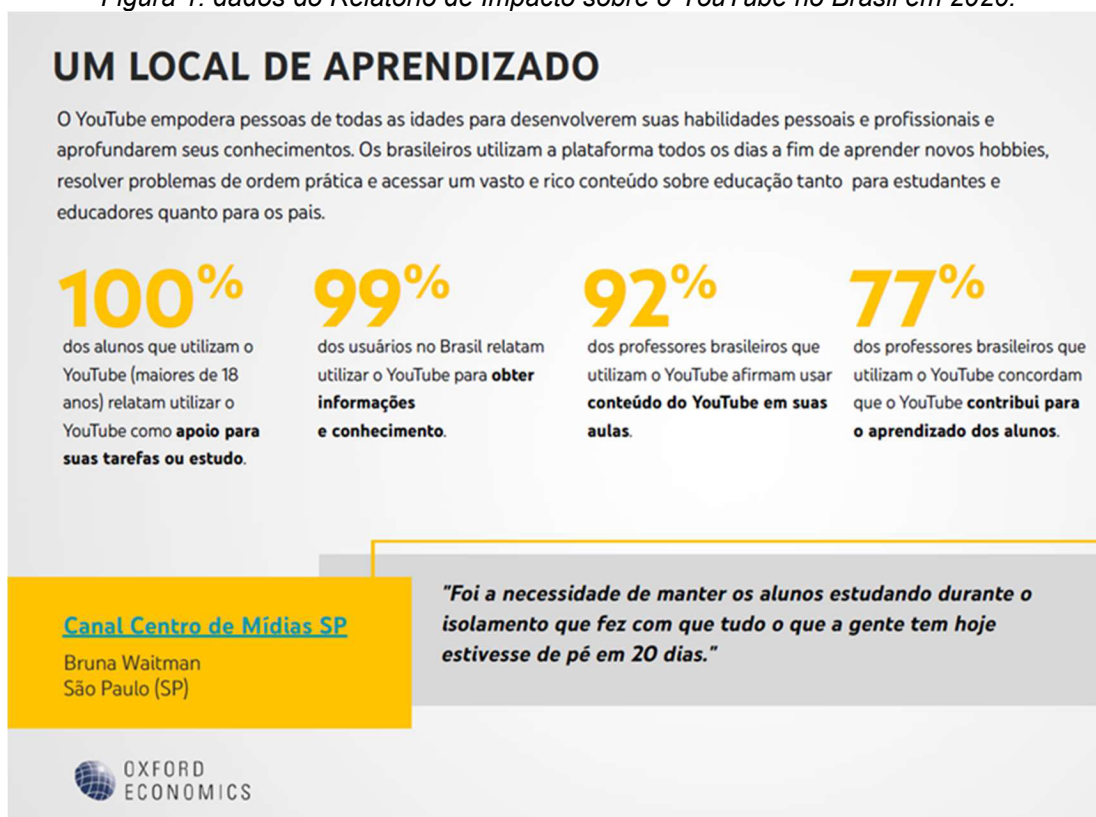 Figura 1: dados do Relatório de Impacto sobre o YouTube no Brasil em 2020.
UM LOCAL DE APRENDIZADO
O YouTube empodera pessoas de todas as idades para desenvolverem suas habilidades pessoais e profissionais e
aprofundarem seus conhecimentos. Os brasileiros utilizam a plataforma todos os dias a fim de aprender novos hobbies,
resolver problemas de ordem prática e acessar um vasto e rico conteúdo sobre educação tanto para estudantes e
educadores quanto para os pais.
100%
dos alunos que utilizam o
YouTube (maiores de 18
anos) relatam utilizar o
YouTube como apoio para
suas tarefas ou estudo.
99%
dos usuários no Brasil relatam
utilizar o YouTube para obter
informações
e conhecimento.
92%
dos professores brasileiros que
utilizam o YouTube afirmam usar
conteúdo do YouTube em suas
aulas.
77%
dos professores brasileiros que
utilizam o YouTube concordam
que o YouTube contribui para
o aprendizado dos alunos.
Canal Centro de Mídias SP
Bruna Waitman
São Paulo (SP)
"Foi a necessidade de manter os alunos estudando durante o
isolamento que fez com que tudo o que a gente tem hoje
estivesse de pé em 20 dias."
OXFORD
ECONOMICS